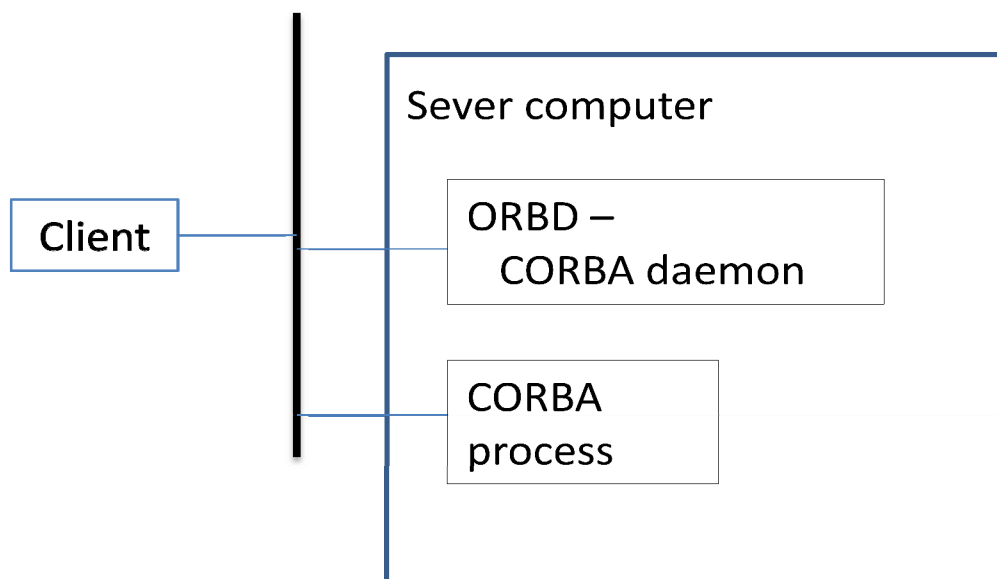 Sever computer
Client
ORBD –
CORBA daemon
CORBA
process